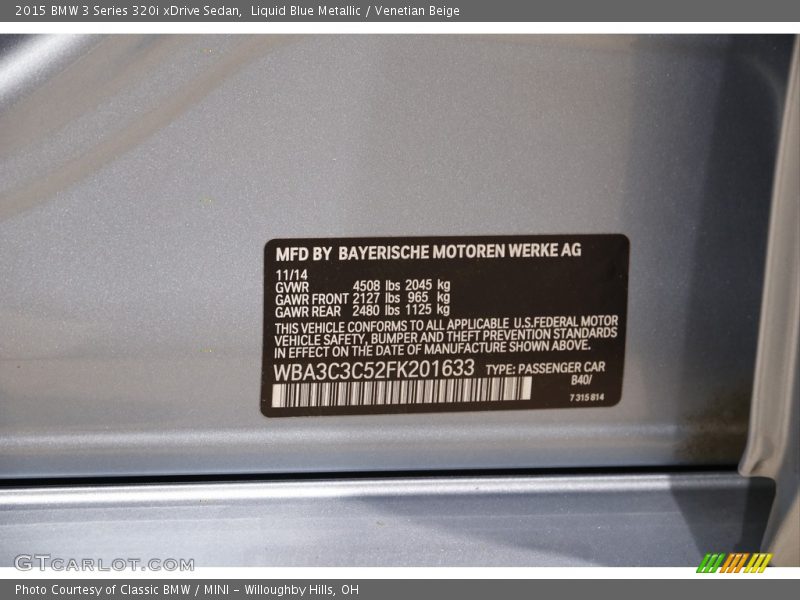 2015 BMW 3 Series 320i xDrive Sedan,  Liquid Blue Metallic / Venetian Beige
MFD BY BAYERISCHE MOTOREN WERKE AG
11/14
GVWR 4508 lbs 2045 kg
GAWR FRONT 2127 lbs 965 kg
GAWR REAR 2480 lbs 1125 kg
THIS VEHICLE CONFORMS TO ALL APPLICABLE U.S.FEDERAL MOTOR
VEHICLE SAFETY, BUMPER AND THEFT PREVENTION STANDARDS
IN EFFECT ON THE DATE OF MANUFACTURE SHOWN ABOVE.
WBA3C3C52FK201633 TYPE: PASSENGER CAR
B40/
7 315 814
GTCARLOT.COM
Photo Courtesy of Classic BMW / MINI - Willoughby Hills, OH